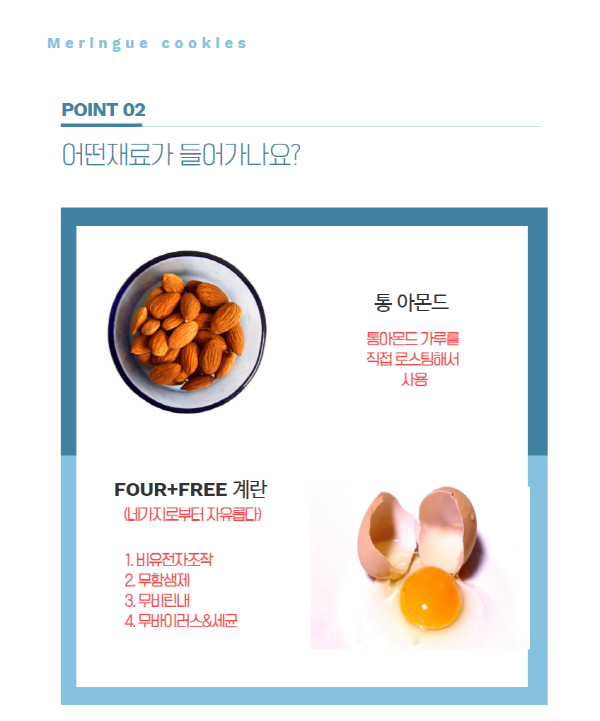 Meringue cookies
POINT 02
어떤재료가 들어가나요?
통 아몬드
통아몬드 가루를
직접 로스팅해서
사용
FOUR+FREE 계란
(네가지로부터 자유롭다)
1. 비유전자조작
2. 무항생제
3. 무비린내
4. 무바이러스&세균